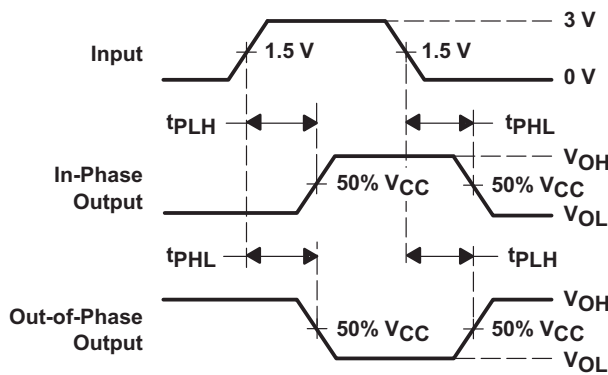 3 V
Input
1.5 V
1.5 V
0 V
tPLH
tPHL
VOH
In-Phase
Output
50% VCC
50% VCC
VOL
tPHL
tPLH
VOH
Out-of-Phase
Output
50% VCC
50% VCC
VOL